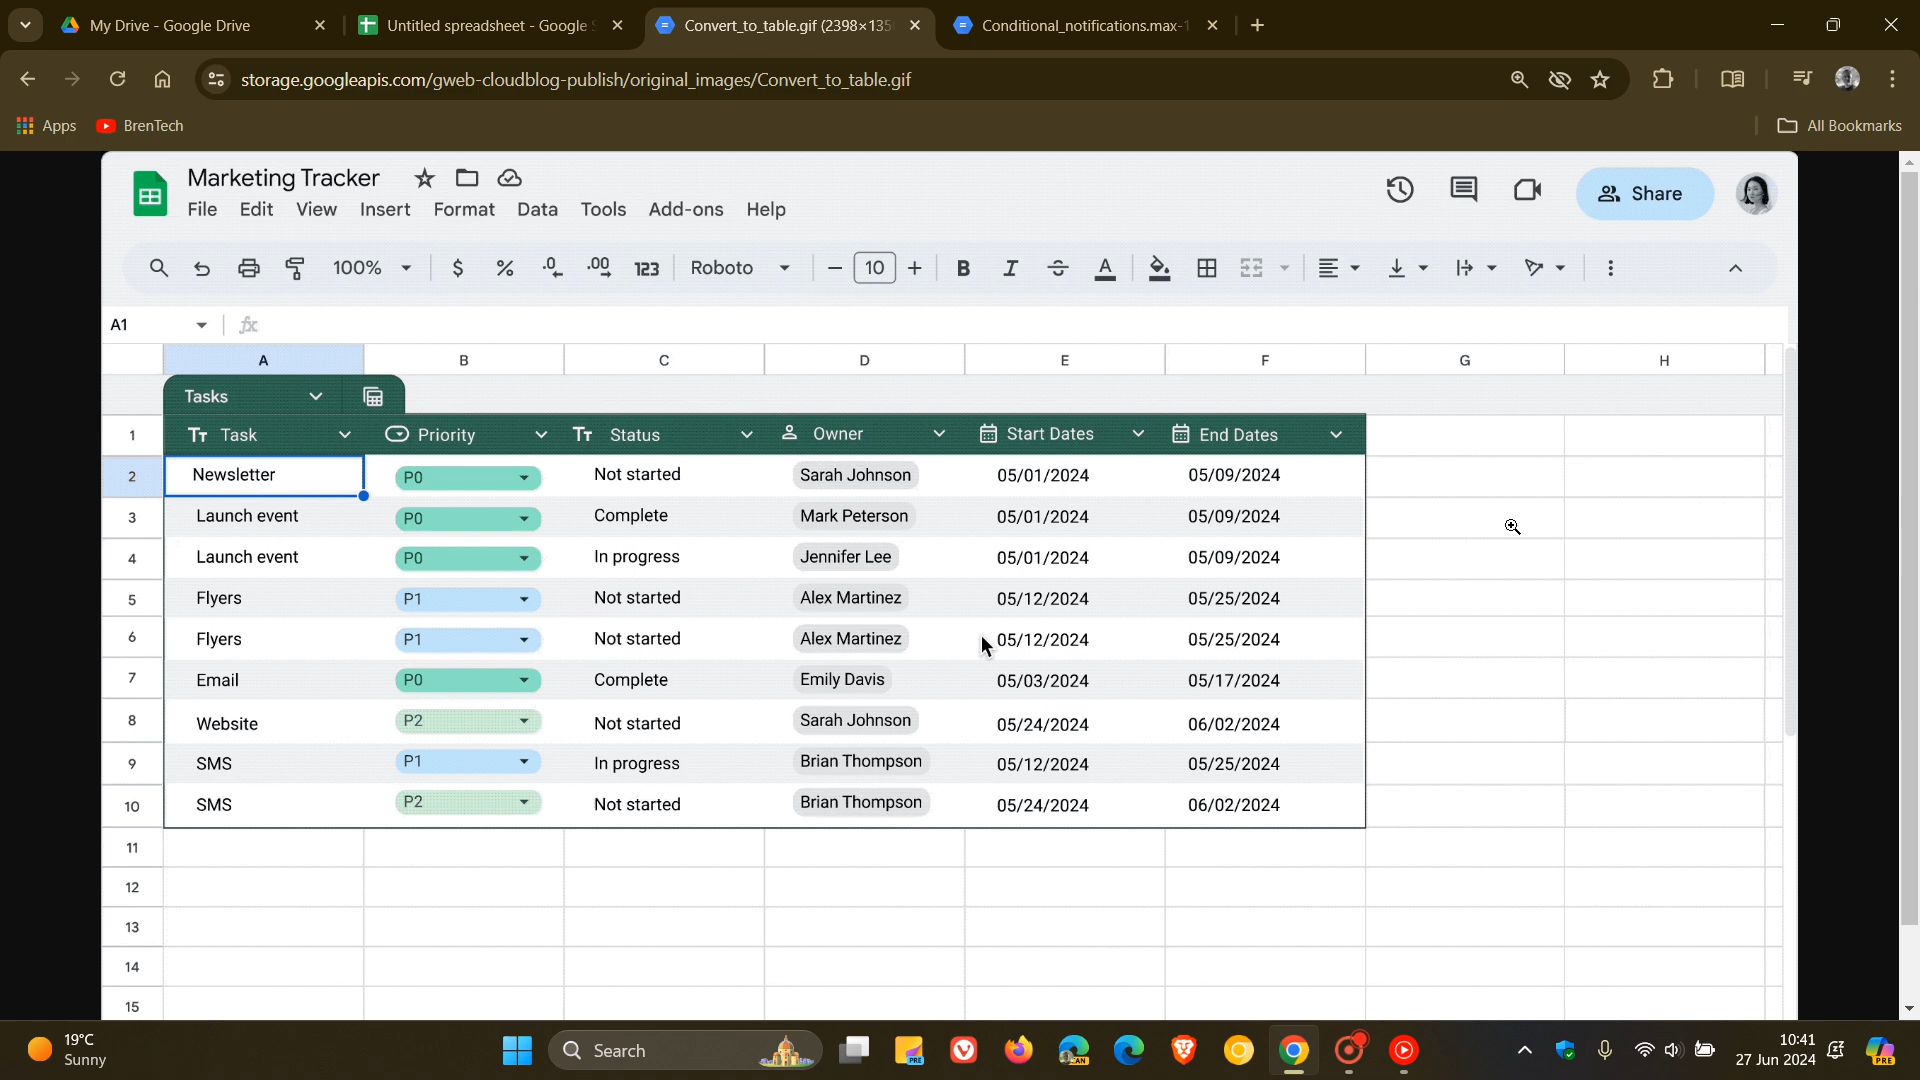 My Drive - Google Drive
Untitled spreadsheet - Google S
Convert_to_table.gif (2398×135
Conditional_notifications.max-1
storage.googleapis.com/gweb-cloudblog-publish/original_images/Convert_to_table.gif
Apps
BrenTech
All Bookmarks
Marketing Tracker
File Edit View Insert Format Data Tools Add-ons Help
Share
100% $ % .0 .00 123 Roboto 10 B I S A
A1 fx
A B C D E F G H
Tasks
1 Tт Task Priority Tт Status Owner Start Dates End Dates
2 Newsletter P0 Not started Sarah Johnson 05/01/2024 05/09/2024
3 Launch event P0 Complete Mark Peterson 05/01/2024 05/09/2024
4 Launch event P0 In progress Jennifer Lee 05/01/2024 05/09/2024
5 Flyers P1 Not started Alex Martinez 05/12/2024 05/25/2024
6 Flyers P1 Not started Alex Martinez 05/12/2024 05/25/2024
7 Email P0 Complete Emily Davis 05/03/2024 05/17/2024
8 Website P2 Not started Sarah Johnson 05/24/2024 06/02/2024
9 SMS P1 In progress Brian Thompson 05/12/2024 05/25/2024
10 SMS P2 Not started Brian Thompson 05/24/2024 06/02/2024
11
12
13
14
15
19°C
Sunny
Search
PRE
CAN
10:41
27 Jun 2024
PRE